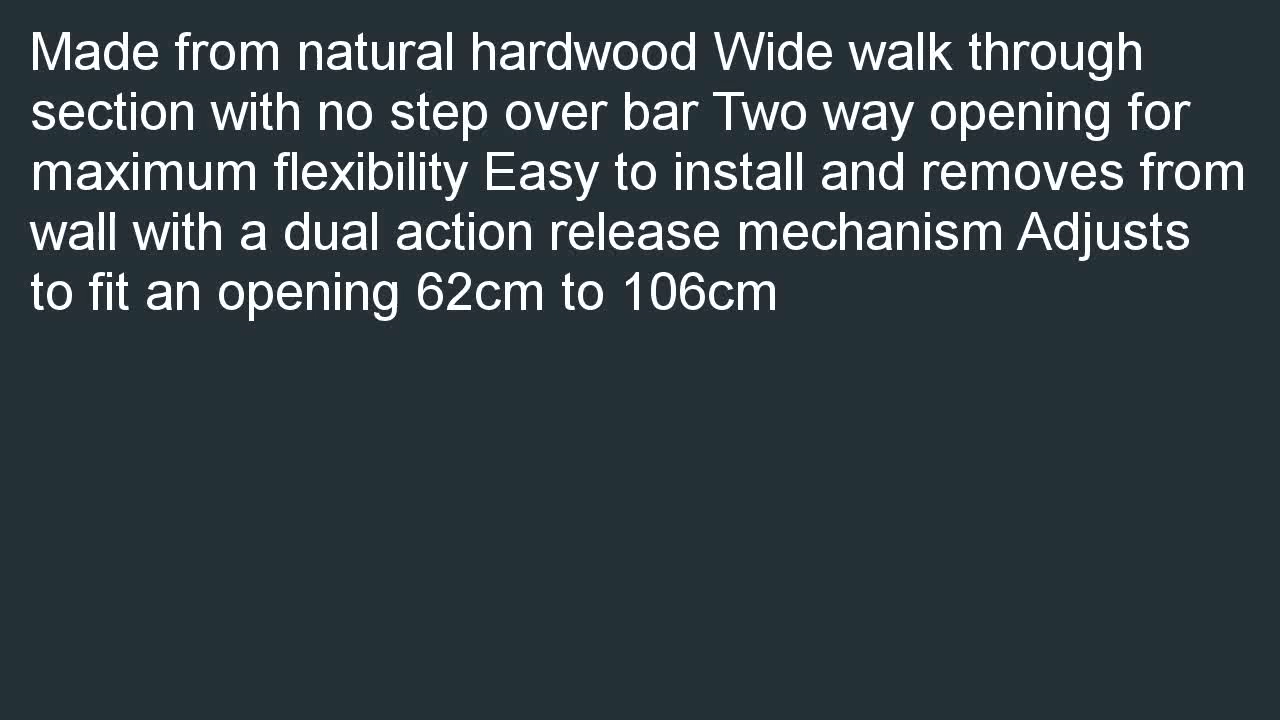 Made from natural hardwood Wide walk through
section with no step over bar Two way opening for
maximum flexibility Easy to install and removes from
wall with a dual action release mechanism Adjusts
to fit an opening 62cm to 106cm